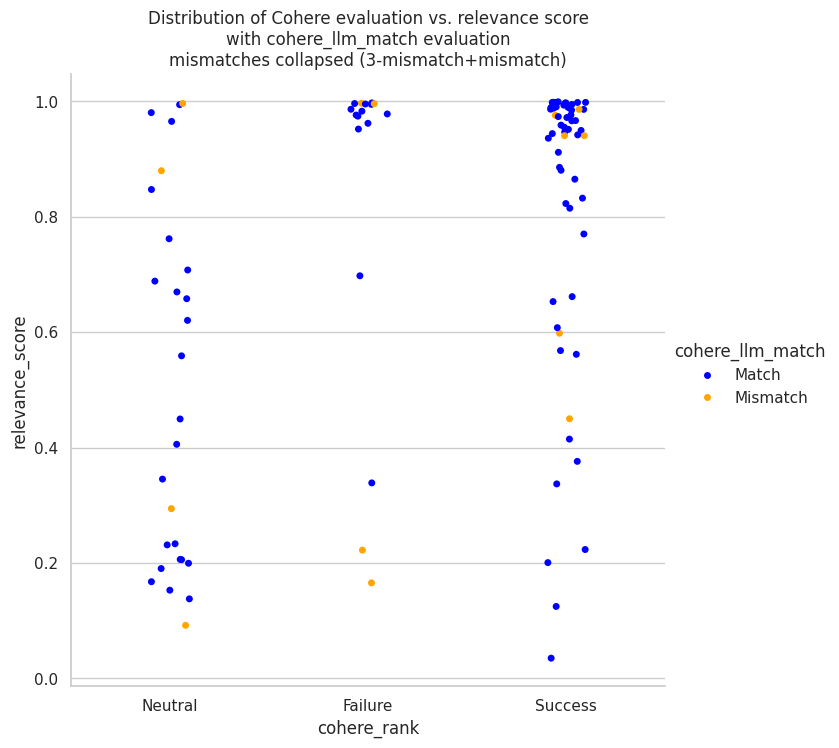 Distribution of Cohere evaluation vs. relevance score
with cohere_llm_match evaluation
mismatches collapsed (3-mismatch+mismatch)
1.0
0.8
0.6
0.4
0.2
0.0
relevance_score
Neutral
Failure
Success
cohere_rank
cohere_llm_match
Match
Mismatch